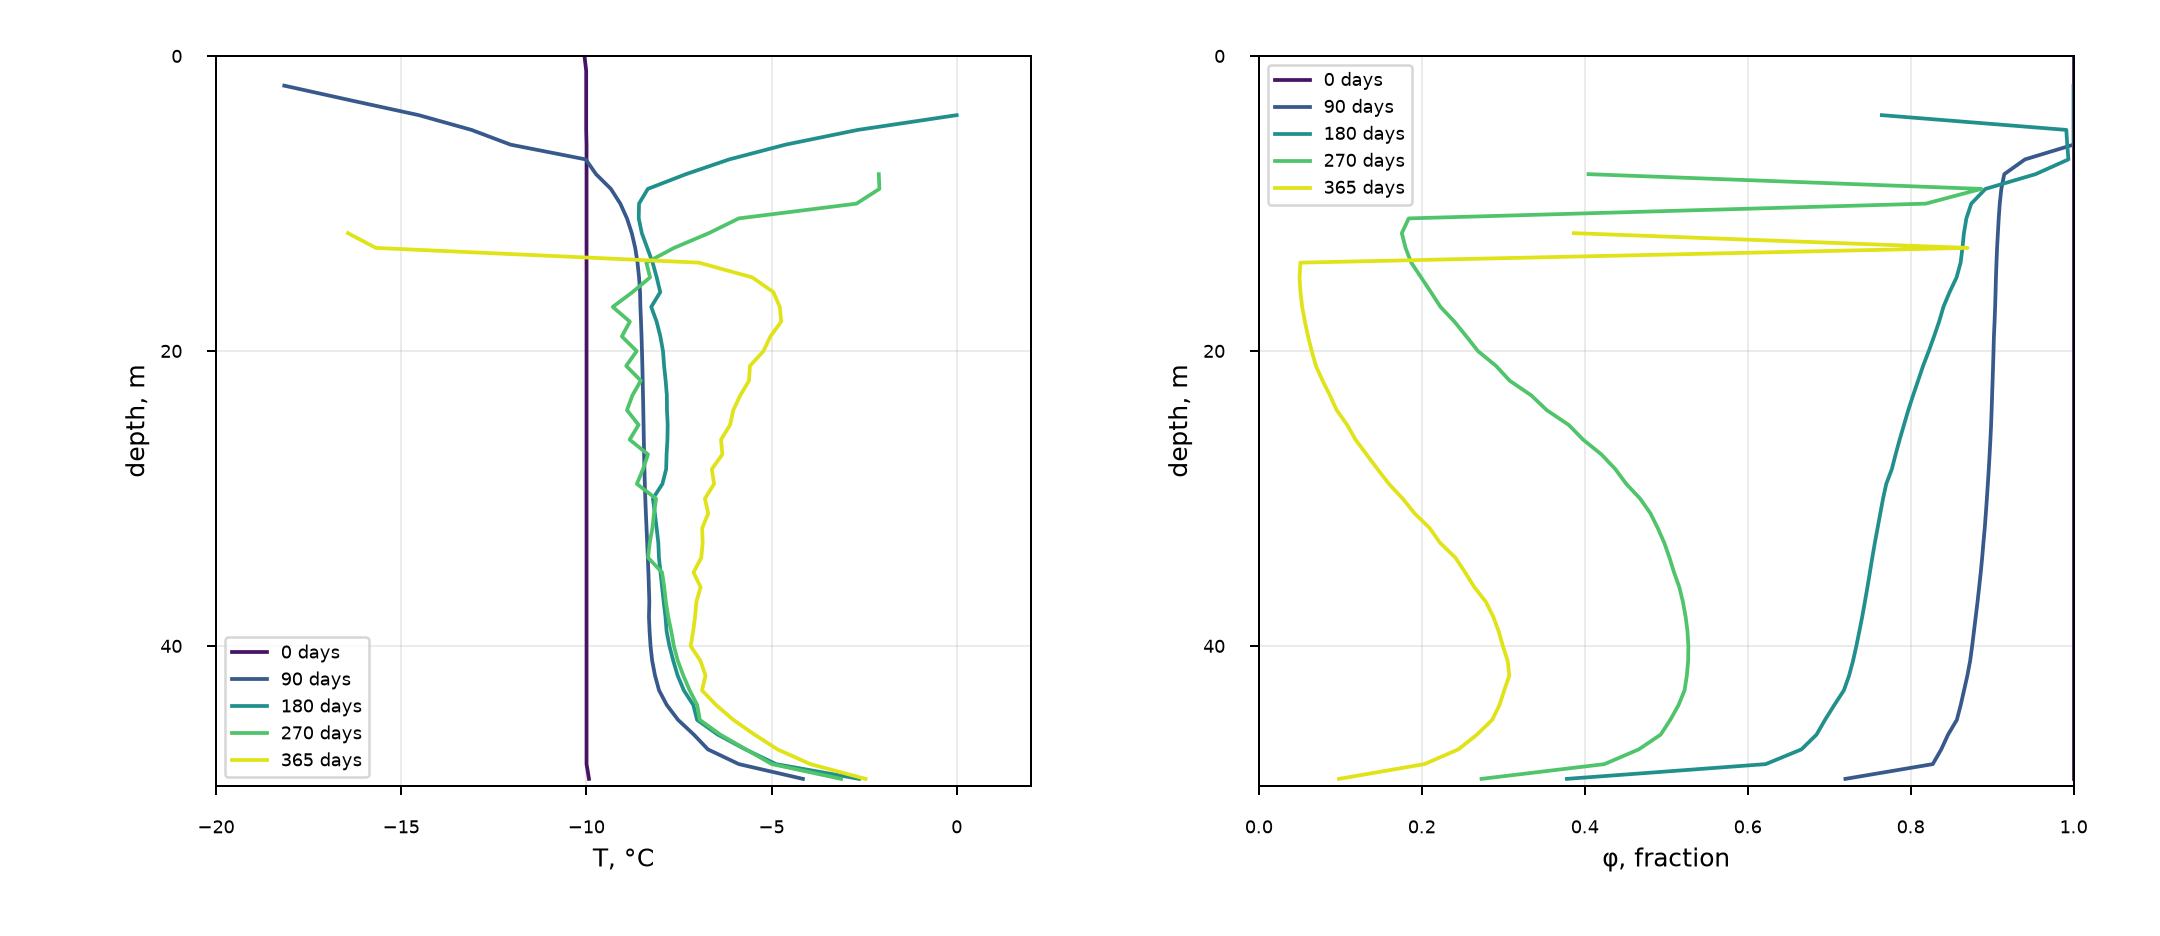 0
20
40
depth, m
0 days
90 days
180 days
270 days
365 days
−20
−15
−10
−5
0
T, °C
0
20
40
depth, m
0 days
90 days
180 days
270 days
365 days
0.0
0.2
0.4
0.6
0.8
1.0
φ, fraction